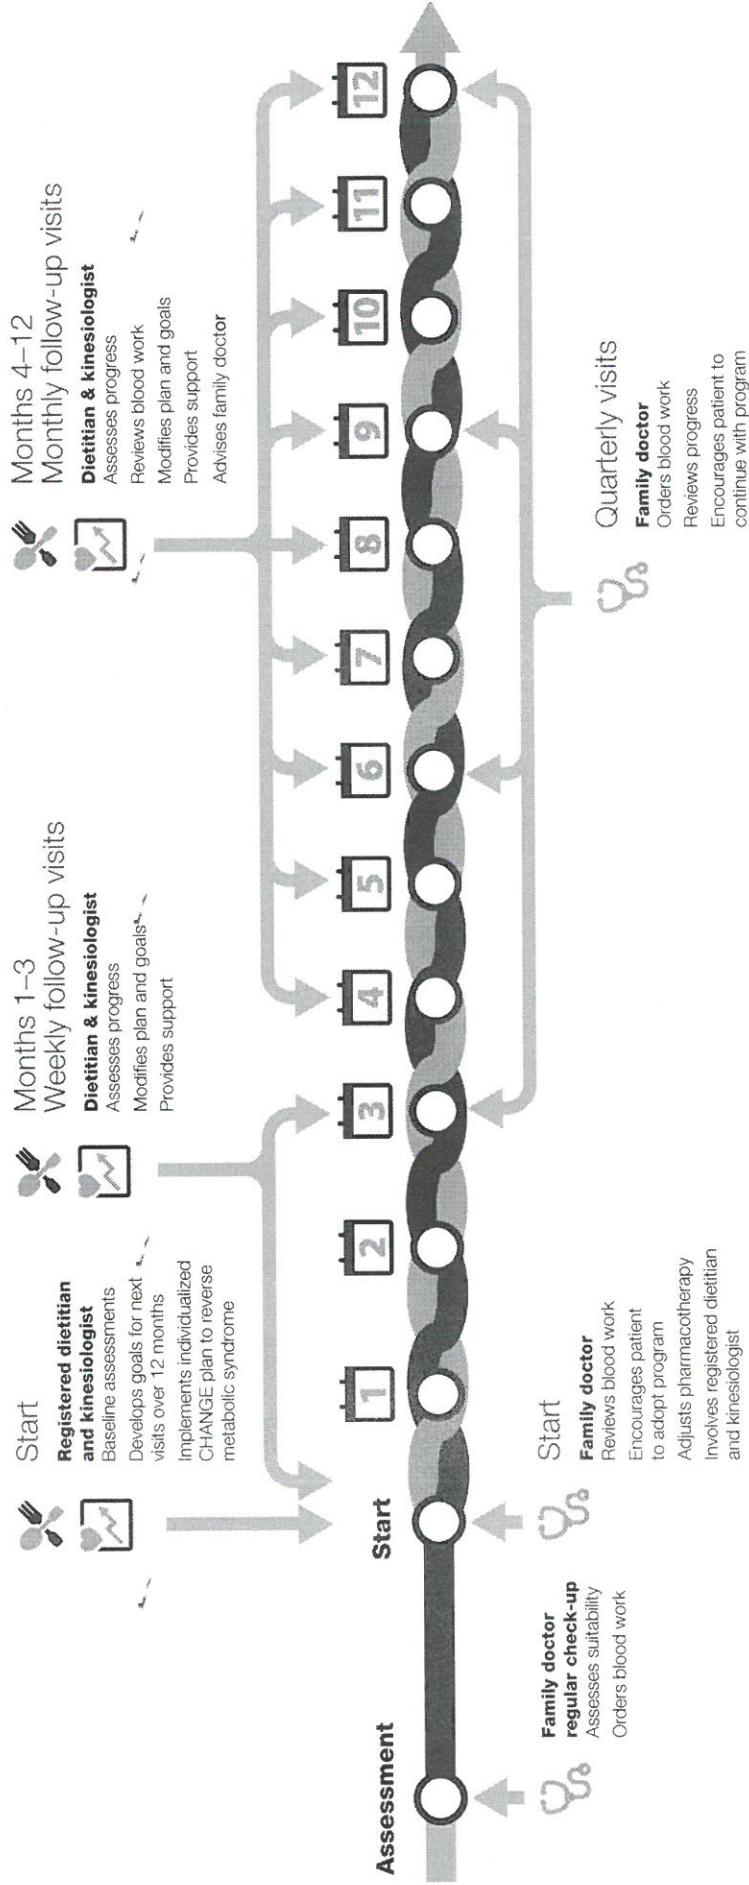 Start
Registered dietitian
and kinesiologist
Baseline assessments
Develops goals for next
visits over 12 months
Implements individualized
CHANGE plan to reverse
metabolic syndrome
Months 1–3
Weekly follow-up visits
Dietitian & kinesiologist
Assesses progress
Modifies plan and goals
Provides support
Months 4–12
Monthly follow-up visits
Dietitian & kinesiologist
Assesses progress
Reviews blood work
Modifies plan and goals
Provides support
Advises family doctor
Assessment
Start
1
2
3
4
5
6
7
8
9
10
11
12
Family doctor
regular check-up
Assesses suitability
Orders blood work
Start
Family doctor
Reviews blood work
Encourages patient
to adopt program
Adjusts pharmacotherapy
Involves registered dietitian
and kinesiologist
Quarterly visits
Family doctor
Orders blood work
Reviews progress
Encourages patient to
continue with program